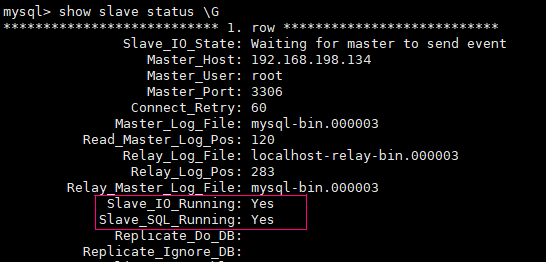 mysql> show slave status \G
*************************** 1. row ***************************
Slave_IO_State: Waiting for master to send event
Master_Host: 192.168.198.134
Master_User: root
Master_Port: 3306
Connect_Retry: 60
Master_Log_File: mysql-bin.000003
Read_Master_Log_Pos: 120
Relay_Log_File: localhost-relay-bin.000003
Relay_Log_Pos: 283
Relay_Master_Log_File: mysql-bin.000003
Slave_IO_Running: Yes
Slave_SQL_Running: Yes
Replicate_Do_DB:
Replicate_Ignore_DB: